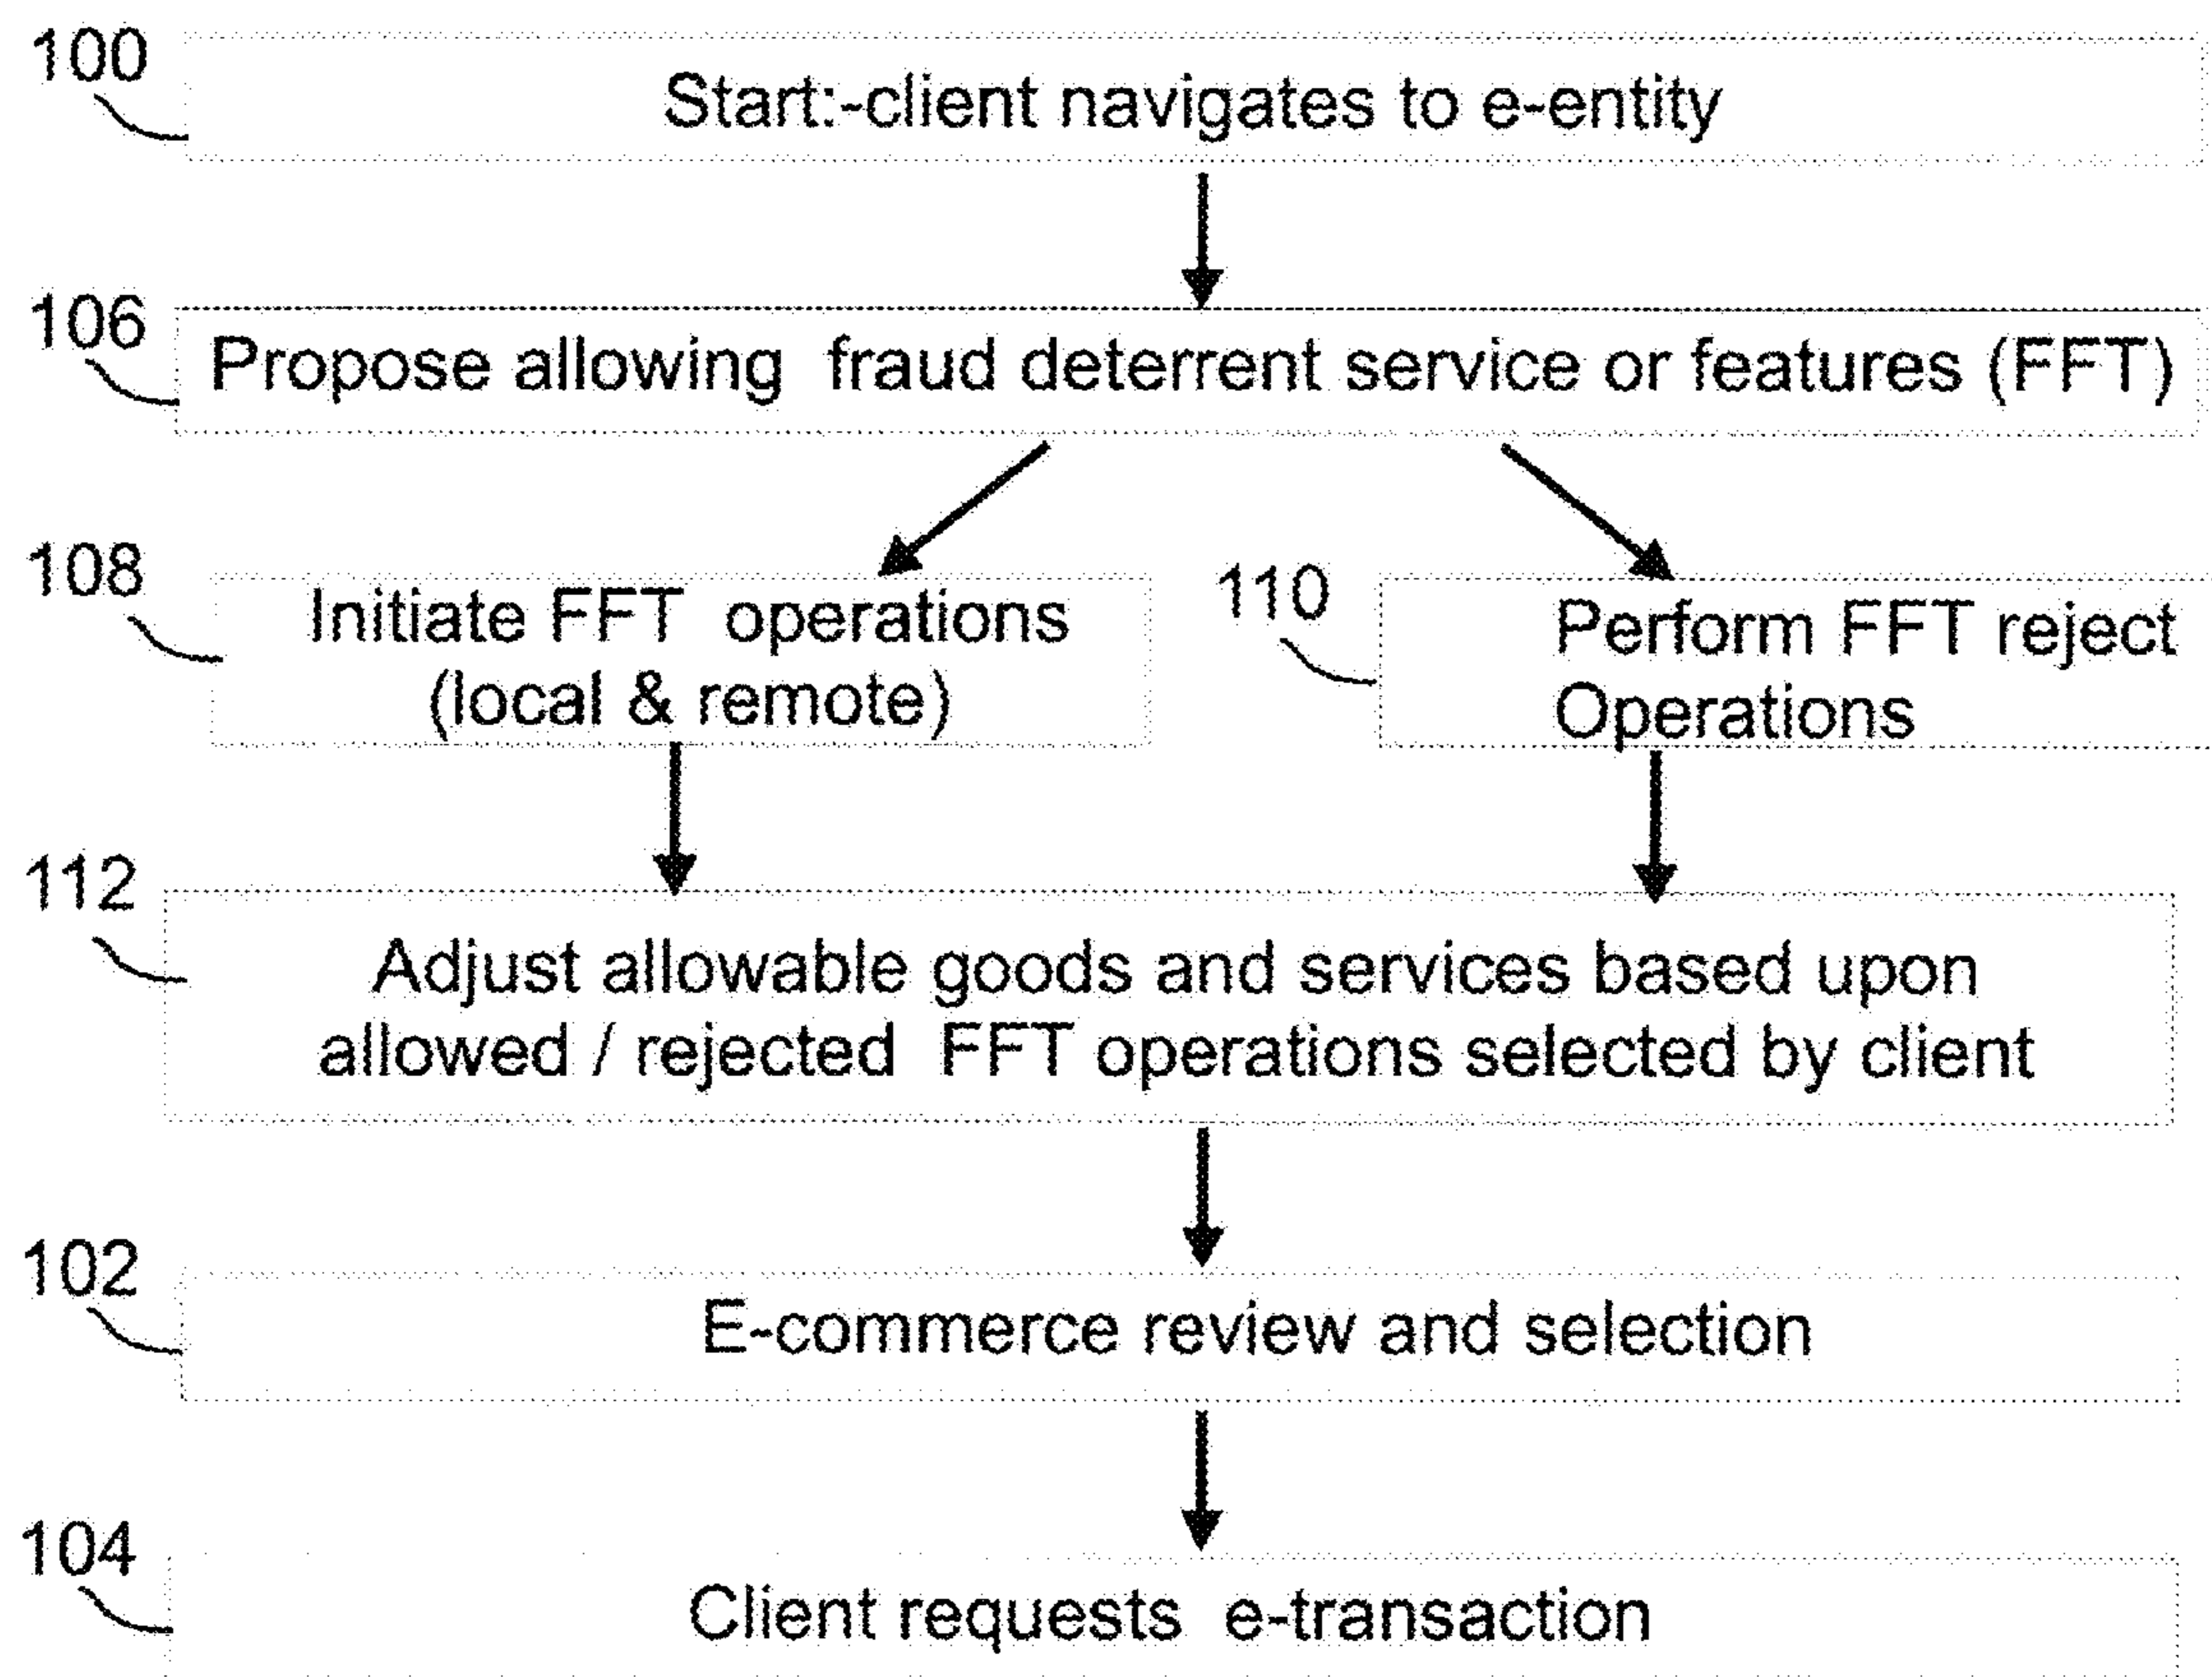 100
Start:-client navigates to e-entity
106
Propose allowing fraud deterrent service or features (FFT)
108
Initiate FFT operations
(local & remote)
110
Perform FFT reject
Operations
112
Adjust allowable goods and services based upon
allowed / rejected FFT operations selected by client
102
E-commerce review and selection
104
Client requests e-transaction